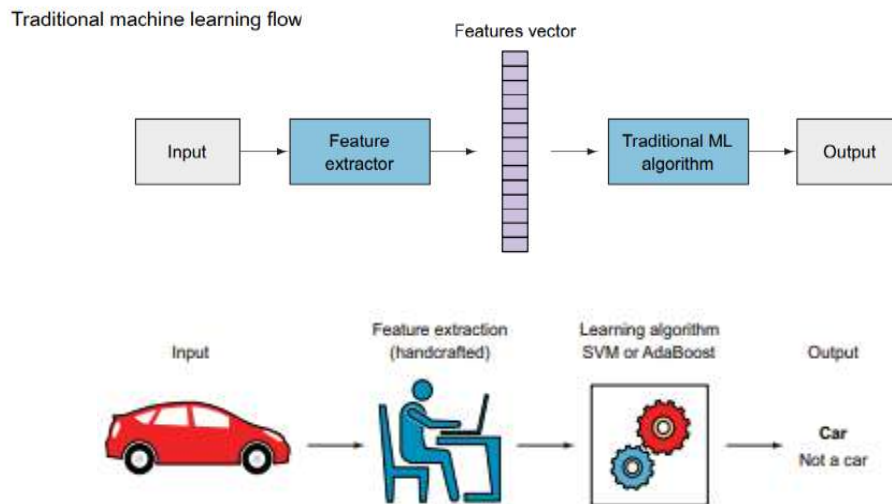 Traditional machine learning flow
Features vector
Input
Feature
extractor
Traditional ML
algorithm
Output
Input
Feature extraction
(handcrafted)
Learning algorithm
SVM or AdaBoost
Output
Car
Not a car